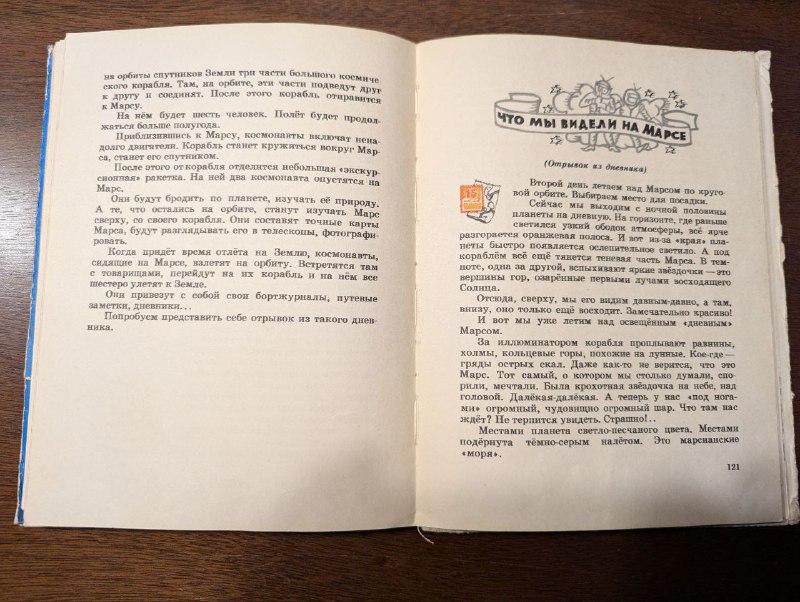 на орбиты спутников Земли три части большого космиче-
ского корабля. Там, на орбите, эти части подведут друг
к другу и соединят. После этого корабль отправится
к Марсу.
На нём будет шесть человек. Полёт будет продол-
жаться больше полугода.
Приблизившись к Марсу, космонавты включат нена-
долго двигатели. Корабль станет кружиться вокруг Мар-
са, станет его спутником.
После этого от корабля отделится небольшая «экскур-
сионная» ракетка. На ней два космонавта опустятся на
Марс.
Они будут бродить по планете, изучать её природу.
А те, что остались на орбите, станут изучать Марс
сверху, со своего корабля. Они составят точные карты
Марса, будут разглядывать его в телескопы, фотографи-
ровать.
Когда придёт время отлёта на Землю, космонавты,
сидящие на Марсе, взлетят на орбиту. Встретятся там
с товарищами, перейдут на их корабль и на нём все
шестеро улетят к Земле.
Они привезут с собой свои бортжурналы, путевые
заметки, дневники...
Попробуем представить себе отрывок из такого днев-
ника.
ЧТО МЫ ВИДЕЛИ НА МАРСЕ
(Отрывок из дневника)
Второй день летаем над Марсом по круго-
вой орбите. Выбираем место для посадки.
Сейчас мы выходим с ночной половины
планеты на дневную. На горизонте, где раньше
светился узкий ободок атмосферы, всё ярче
разгорается оранжевая полоса. И вот из-за «края» пла-
неты быстро появляется ослепительное светило. А под
кораблём всё ещё тянется теневая часть Марса. В тем-
ноте, одна за другой, вспыхивают яркие звёздочки — это
вершины гор, озарённые первыми лучами восходящего
Солнца.
Отсюда, сверху, мы его видим давным-давно, а там,
внизу, оно только ещё восходит. Замечательно красиво!
И вот мы уже летим над освещённым «дневным»
Марсом.
За иллюминатором корабля проплывают равнины,
холмы, кольцевые горы, похожие на лунные. Кое-где —
гряды острых скал. Даже как-то не верится, что это
Марс. Тот самый, о котором мы столько думали, спо-
рили, мечтали. Была крохотная звёздочка на небе, над
головой. Далёкая-далёкая. А теперь у нас «под нога-
ми» огромный, чудовищно огромный шар. Что там нас
ждёт? Не терпится увидеть. Страшно!..
Местами планета светло-песчаного цвета. Местами
подёрнута тёмно-серым налётом. Это марсианские
«моря».
121